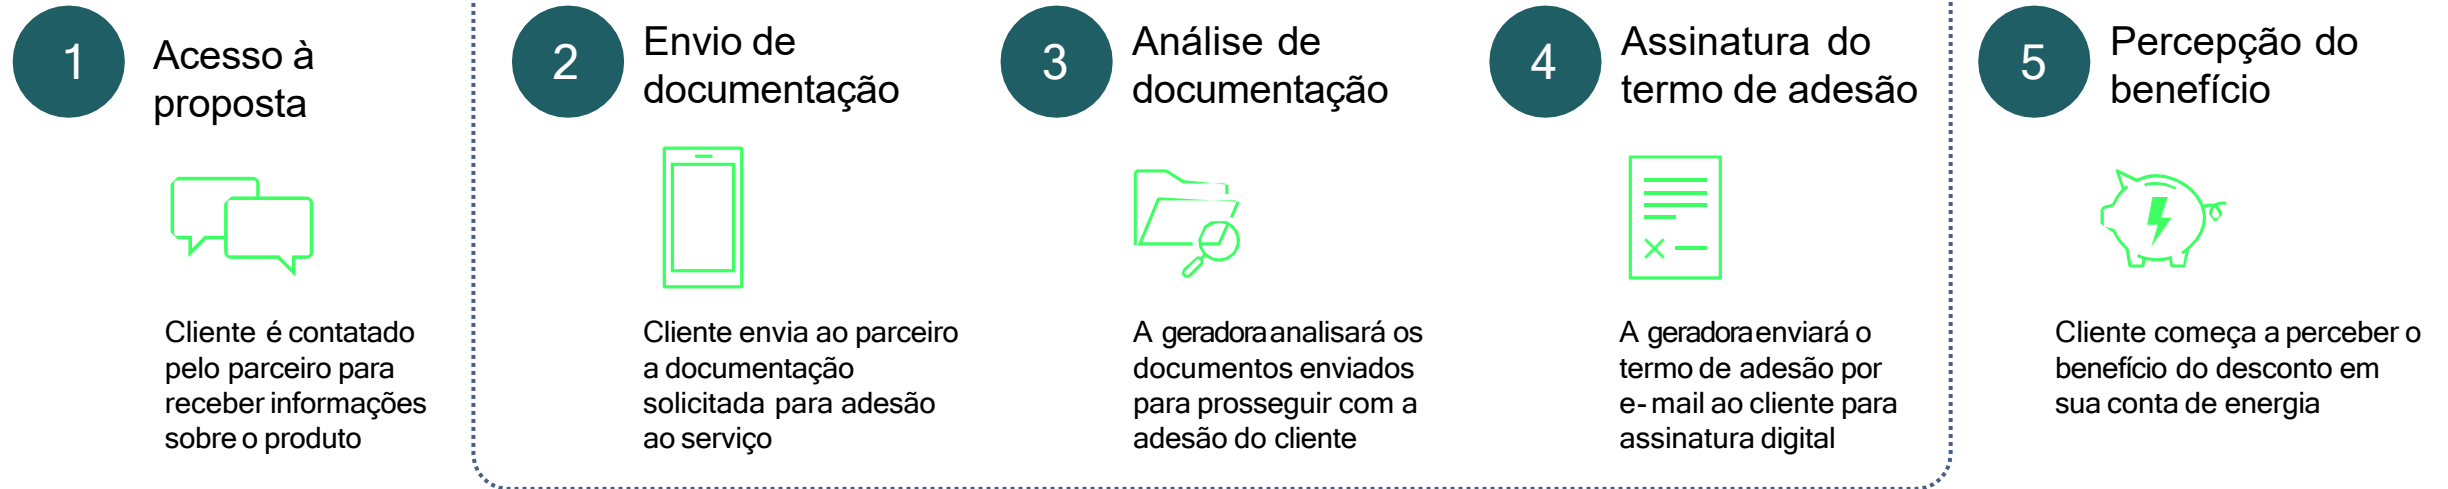 1
Acesso à
proposta
Cliente é contatado
pelo parceiro para
receber informações
sobre o produto
2
Envio de
documentação
Cliente envia ao parceiro
a documentação
solicitada para adesão
ao serviço
3
Análise de
documentação
A geradora analisará os
documentos enviados
para prosseguir com a
adesão do cliente
4
Assinatura do
termo de adesão
A geradora enviará o
termo de adesão por
e-mail ao cliente para
assinatura digital
5
Percepção do
benefício
Cliente começa a perceber o
benefício do desconto em
sua conta de energia